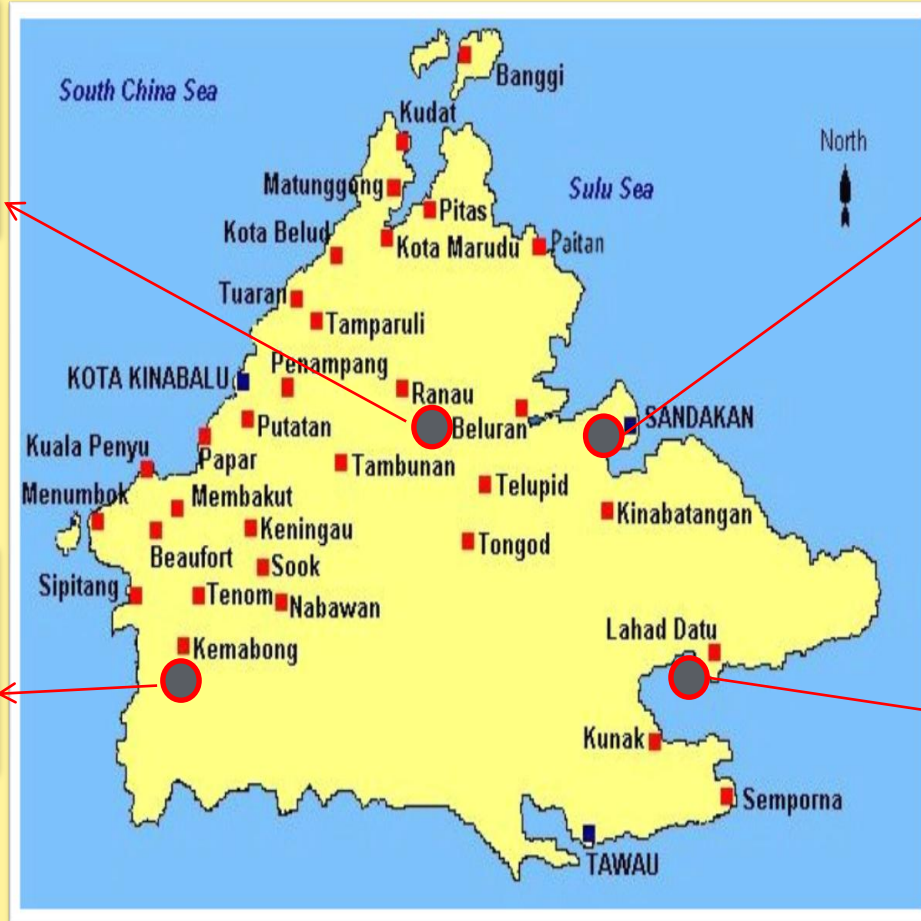 Banggi
South China Sea
Kudat
North
Matunggong
Sulu Sea
Pitas
Kota Belud
Kota Marudu
Paitan
Tuaran
Tamparuli
Penampang
KOTA KINABALU
Ranau
Putatan
Beluran
SANDAKAN
Kuala Penyu
Papar
Tambunan
Menumbok
Membakut
Telupid
Kinabatangan
Keningau
Beaufort
Tongod
Sook
Sipitang
Tenom
Nabawan
Lahad Datu
Kemabong
Kunak
Semporna
TAWAU